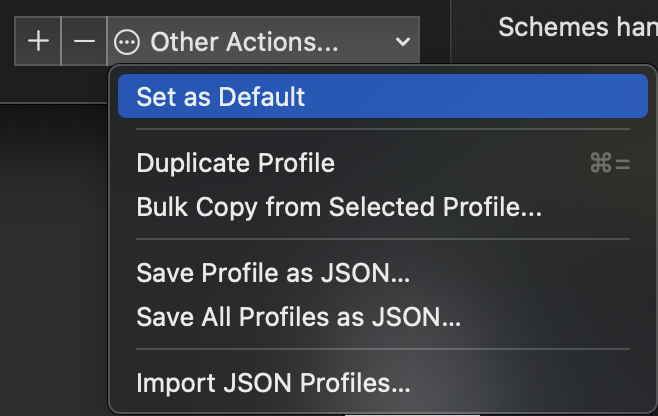 Other Actions...
Schemes han
Set as Default
Duplicate Profile ⌘=
Bulk Copy from Selected Profile...
Save Profile as JSON...
Save All Profiles as JSON...
Import JSON Profiles...